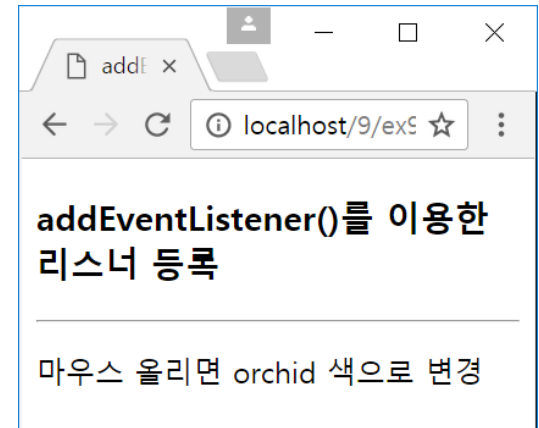 addE
localhost/9/ex9
addEventListener()를 이용한
리스너 등록
마우스 올리면 orchid 색으로 변경